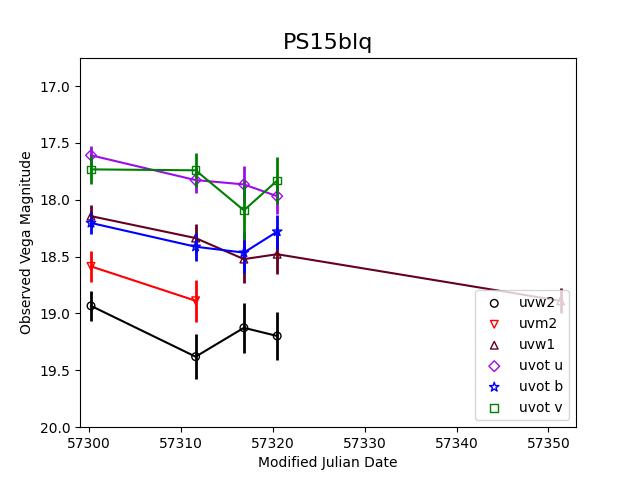 PS15blq
17.0
17.5
18.0
18.5
19.0
19.5
20.0
Observed Vega Magnitude
57300
57310
57320
57330
57340
57350
Modified Julian Date
uvw2
uvm2
uvw1
uvot u
uvot b
uvot v